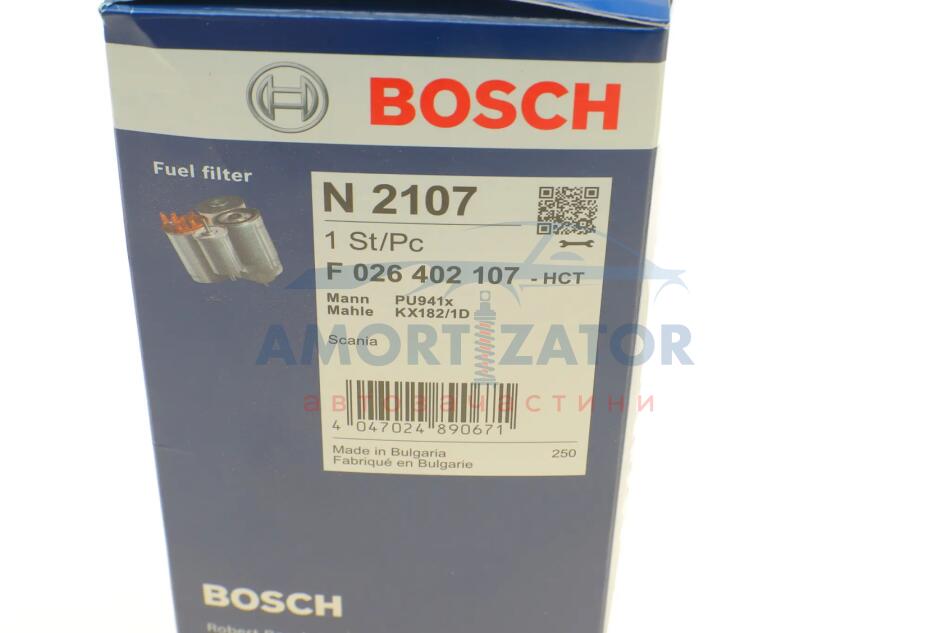 BOSCH
Fuel filter
N 2107
1 St/Pc
F 026 402 107 - HCT
Mann PU941x
Mahle KX182/1D
Scania
AMORTIZATOR
автозапчастини
4 047024 890671
Made in Bulgaria 250
Fabriqué en Bulgarie
BOSCH
Robert